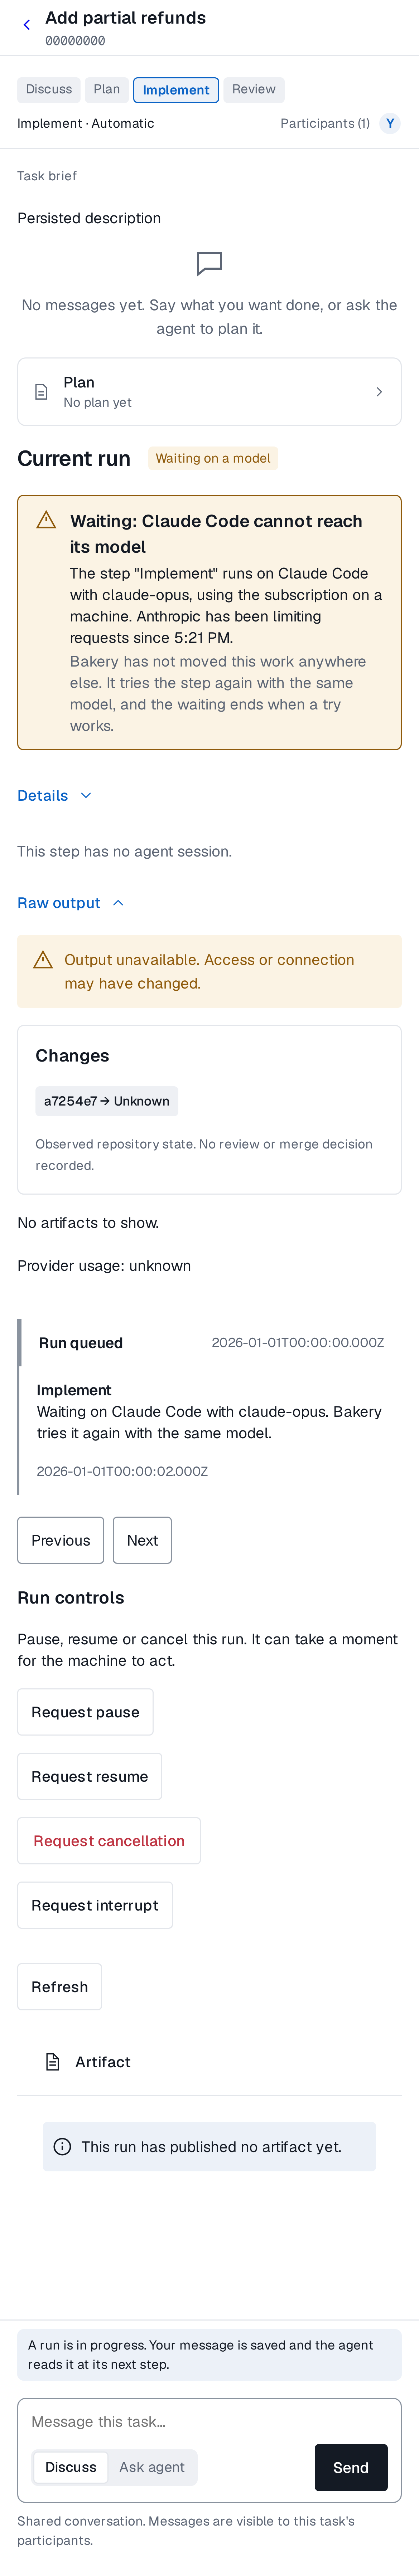 Add partial refunds
00000000
Discuss
Plan
Implement
Review
Implement · Automatic
Participants (1)
Y
Task brief
Persisted description
No messages yet. Say what you want done, or ask the
agent to plan it.
Plan
No plan yet
Current run
Waiting on a model
Waiting: Claude Code cannot reach
its model
The step "Implement" runs on Claude Code
with claude-opus, using the subscription on a
machine. Anthropic has been limiting
requests since 5:21 PM.
Bakery has not moved this work anywhere
else. It tries the step again with the same
model, and the waiting ends when a try
works.
Details
This step has no agent session.
Raw output
Output unavailable. Access or connection
may have changed.
Changes
a7254e7 → Unknown
Observed repository state. No review or merge decision
recorded.
No artifacts to show.
Provider usage: unknown
Run queued
2026-01-01T00:00:00.000Z
Implement
Waiting on Claude Code with claude-opus. Bakery
tries it again with the same model.
2026-01-01T00:00:02.000Z
Previous
Next
Run controls
Pause, resume or cancel this run. It can take a moment
for the machine to act.
Request pause
Request resume
Request cancellation
Request interrupt
Refresh
Artifact
This run has published no artifact yet.
A run is in progress. Your message is saved and the agent
reads it at its next step.
Message this task...
Discuss
Ask agent
Send
Shared conversation. Messages are visible to this task's
participants.